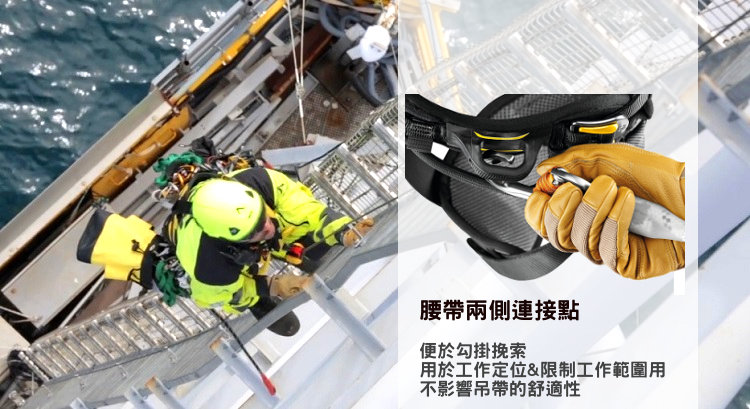 腰帶兩側連接點
便於勾掛挽索
用於工作定位&限制工作範圍用
不影響吊帶的舒適性